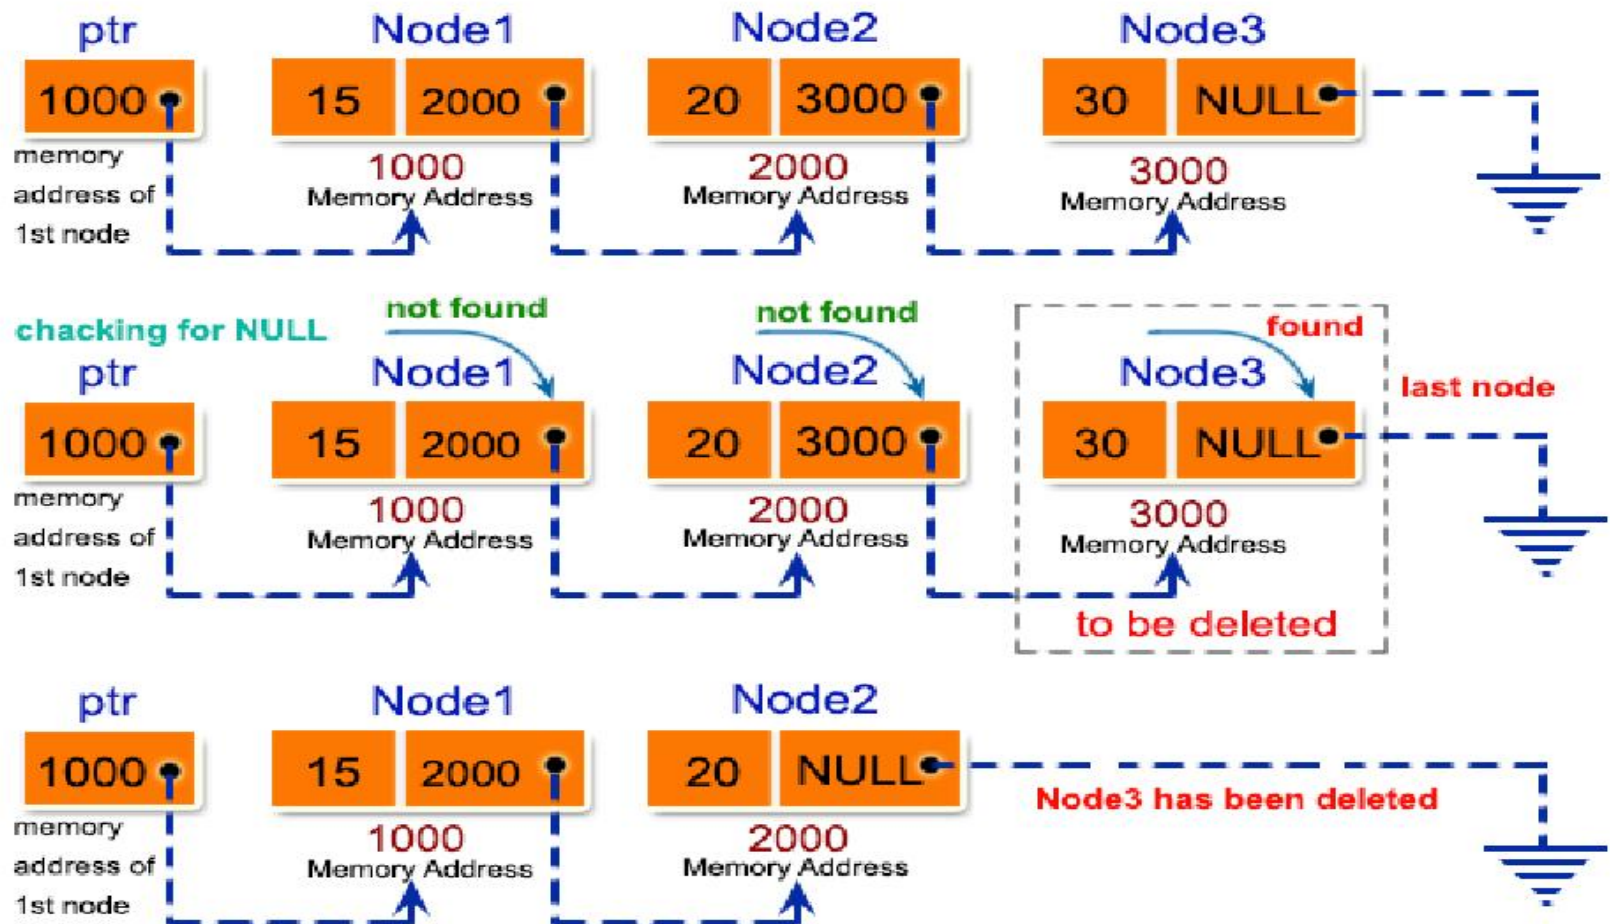 ptr Node1 Node2 Node3
1000 15 2000 20 3000 30 NULL
memory
address of
1st node
1000
Memory Address
2000
Memory Address
3000
Memory Address
chacking for NULL
not found
not found
found
ptr Node1 Node2 Node3
last node
1000 15 2000 20 3000 30 NULL
memory
address of
1st node
1000
Memory Address
2000
Memory Address
3000
Memory Address
to be deleted
ptr Node1 Node2
1000 15 2000 20 NULL
Node3 has been deleted
memory
address of
1st node
1000
Memory Address
2000
Memory Address